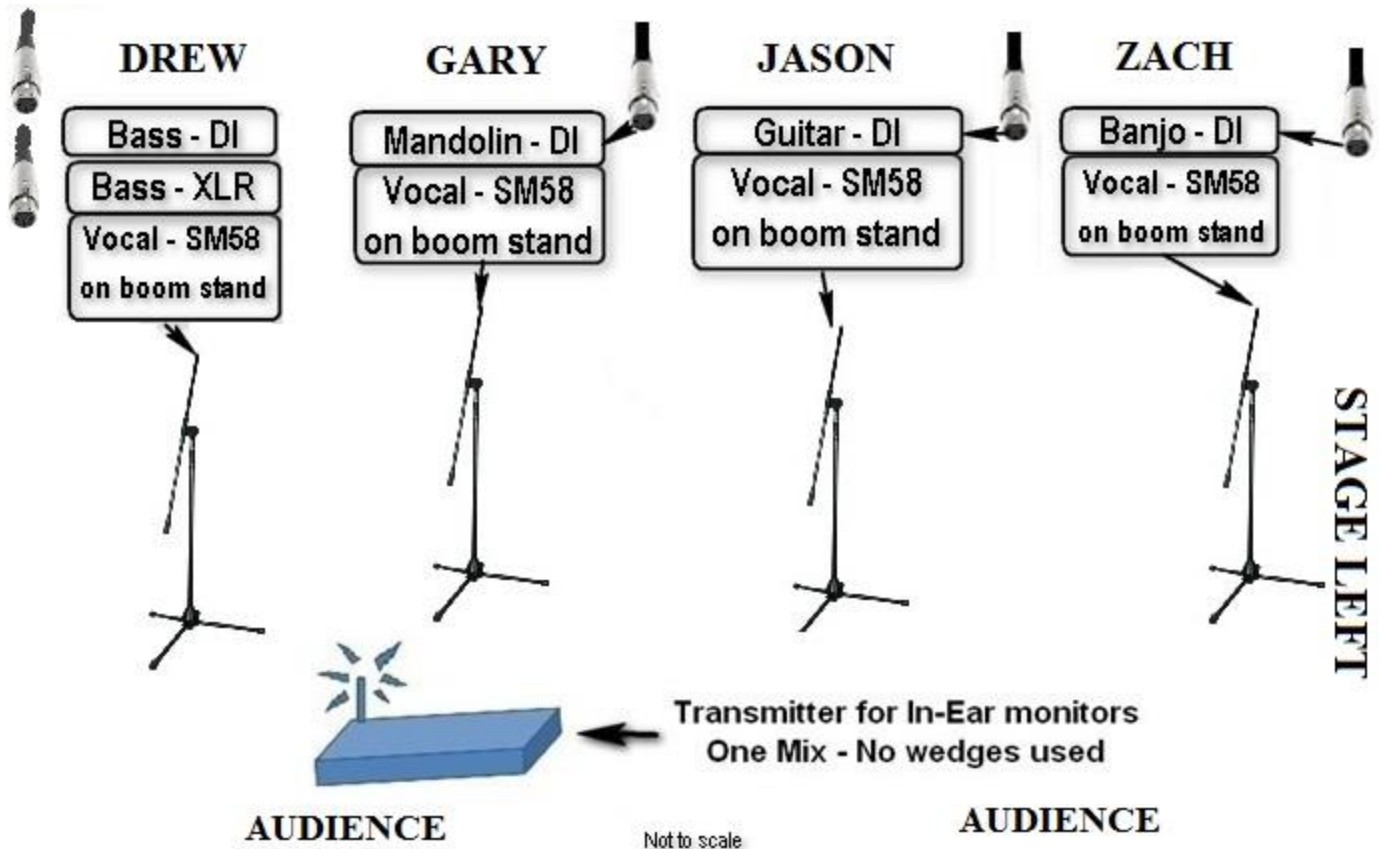 DREW
Bass - DI
Bass - XLR
Vocal - SM58
on boom stand
GARY
Mandolin - DI
Vocal - SM58
on boom stand
JASON
Guitar - DI
Vocal - SM58
on boom stand
ZACH
Banjo - DI
Vocal - SM58
on boom stand
STAGE LEFT
Transmitter for In-Ear monitors
One Mix - No wedges used
AUDIENCE
Not to scale
AUDIENCE